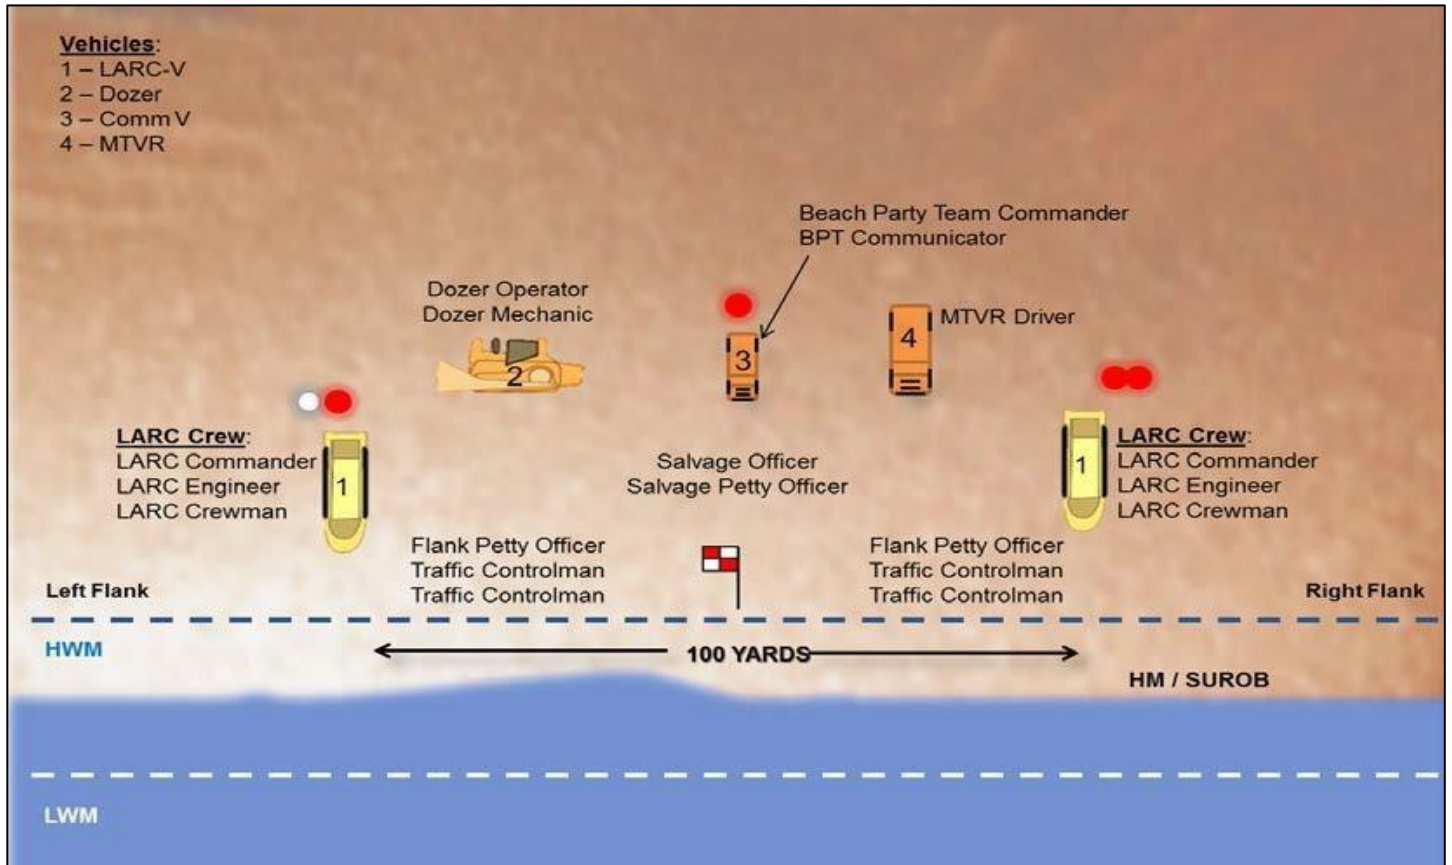 Vehicles:
1 – LARC-V
2 – Dozer
3 – Comm V
4 – MTVR
Beach Party Team Commander
BPT Communicator
Dozer Operator
Dozer Mechanic
2
3
4
MTVR Driver
LARC Crew:
LARC Commander
LARC Engineer
LARC Crewman
1
Salvage Officer
Salvage Petty Officer
1
LARC Crew:
LARC Commander
LARC Engineer
LARC Crewman
Flank Petty Officer
Traffic Controlman
Traffic Controlman
Flank Petty Officer
Traffic Controlman
Traffic Controlman
Left Flank
Right Flank
HWM
100 YARDS
HM / SUROB
LWM